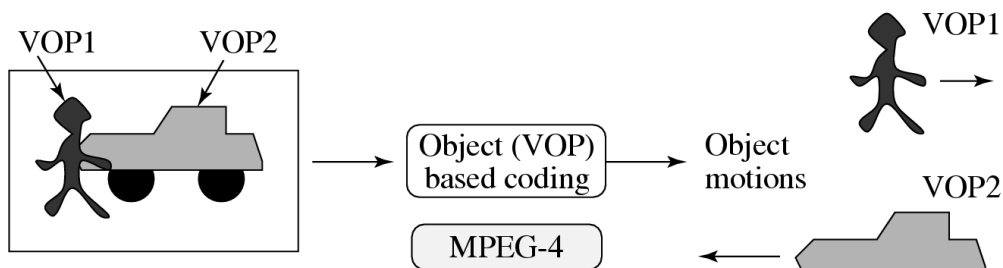 VOP1
VOP2
Object (VOP)
based coding
MPEG-4
Object
motions
VOP1
VOP2